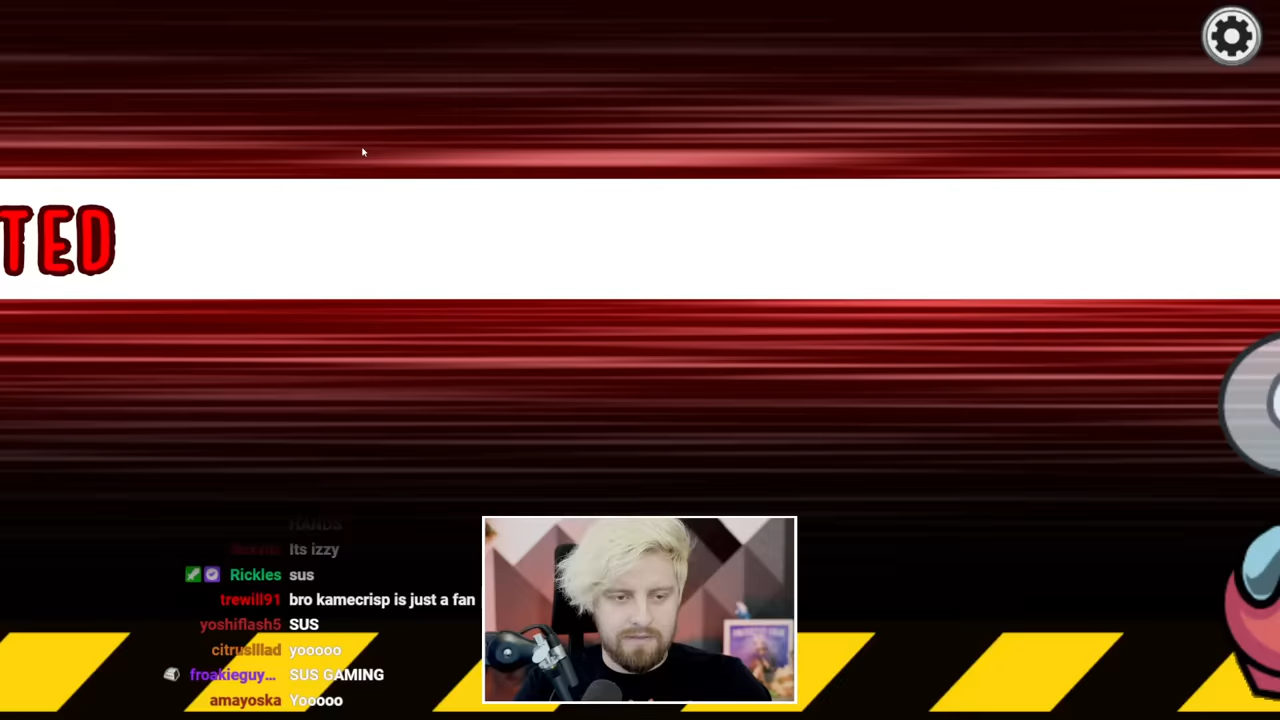 TED
HANDS
Its izzy
Rickles sus
trewill91 bro kamecrisp is just a fan
yoshiflash5 SUS
citruslllad yooooo
froakieguy… SUS GAMING
amayoska Yooooo